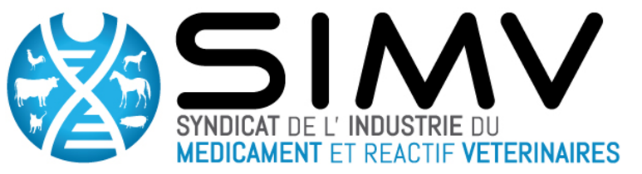 SIMV
SYNDICAT DE L' INDUSTRIE DU
MEDICAMENT ET REACTIF VETERINAIRES